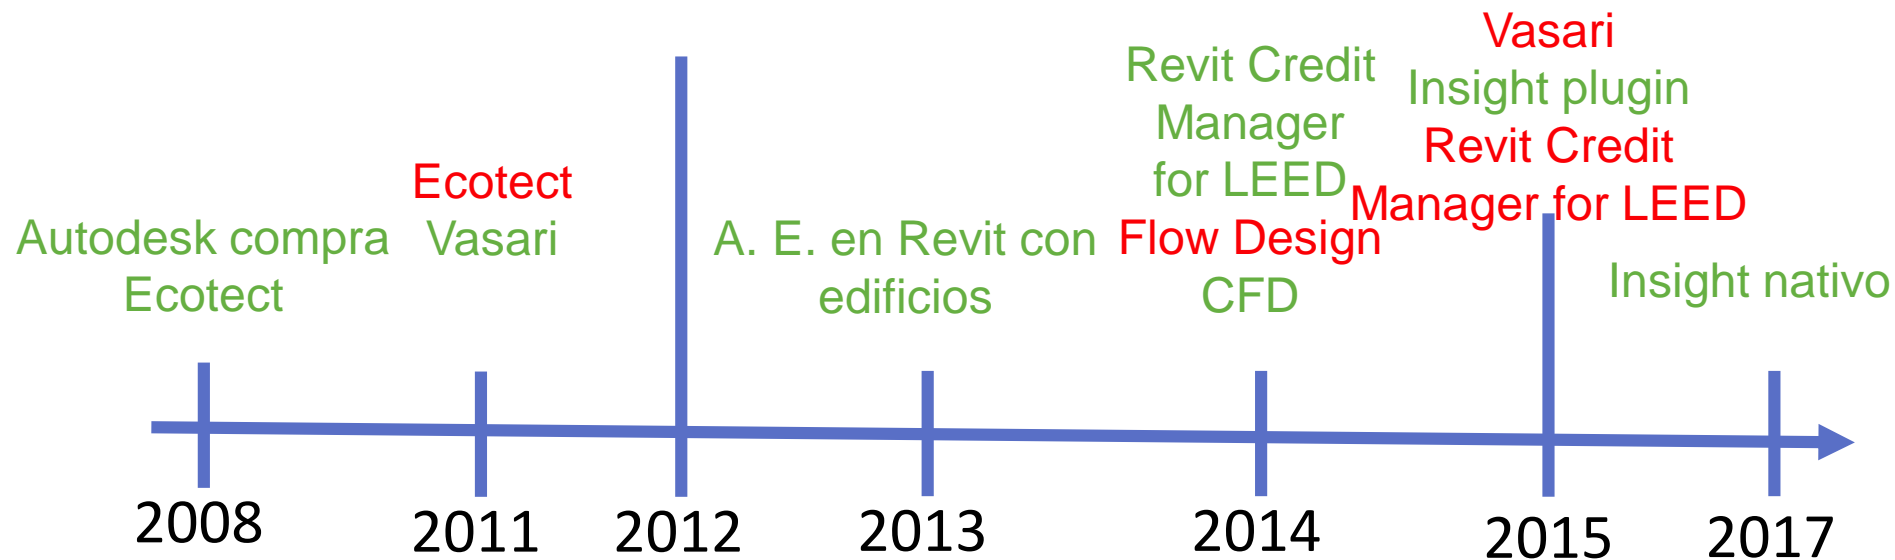 Autodesk compra
Ecotect
Ecotect
Vasari
A. E. en Revit con
edificios
Revit Credit
Manager
for LEED
Flow Design
CFD
Vasari
Insight plugin
Revit Credit
Manager for LEED
Insight nativo
2008
2011
2012
2013
2014
2015
2017